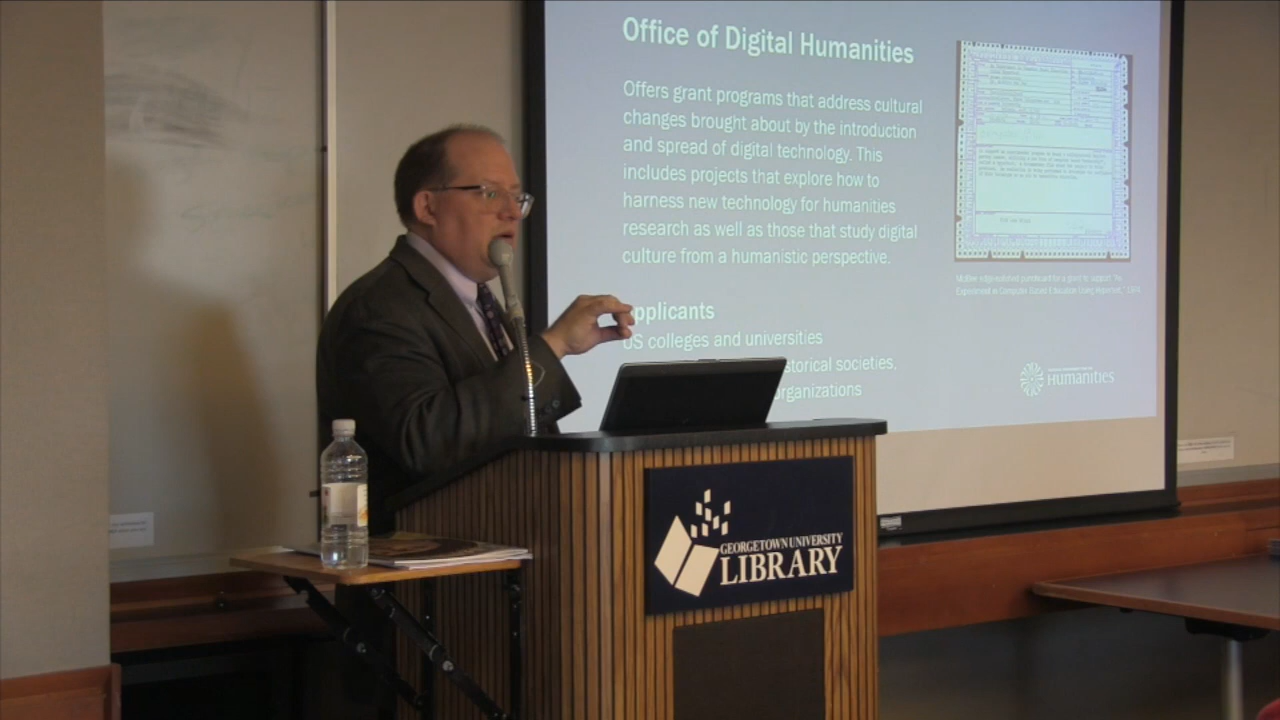 Office of Digital Humanities
Offers grant programs that address cultural
changes brought about by the introduction
and spread of digital technology. This
includes projects that explore how to
harness new technology for humanities
research as well as those that study digital
culture from a humanistic perspective.
pplicants
US colleges and universities
storical societies,
organizations
Humanities
GEORGETOWN UNIVERSITY
LIBRARY